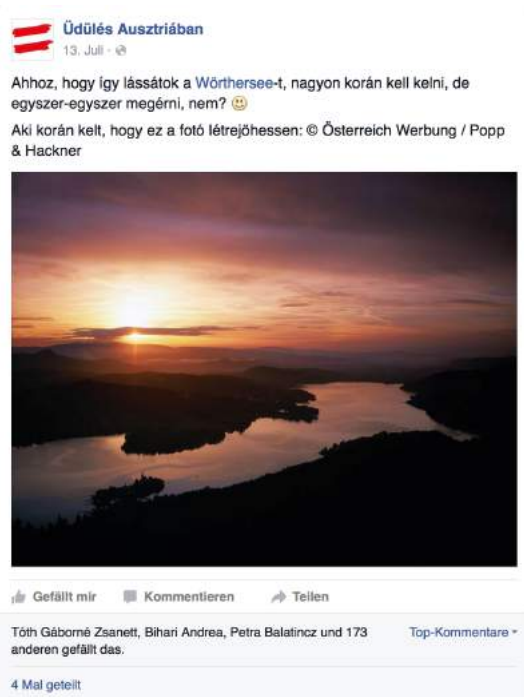 Üdülés Ausztriában
13. Juli ·
Ahhoz, hogy így lássátok a Wörthersee-t, nagyon korán kell kelni, de
egyszer-egyszer megérni, nem?
Aki korán kelt, hogy ez a fotó létrejöhessen: © Österreich Werbung / Popp
& Hackner
Gefällt mir Kommentieren Teilen
Tóth Gáborné Zsanett, Bihari Andrea, Petra Balatincz und 173
anderen gefällt das.
Top-Kommentare
4 Mal geteilt